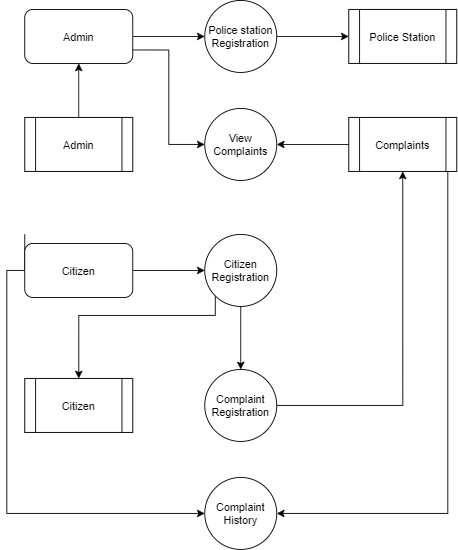 Admin
Police station
Registration
Police Station
Admin
View
Complaints
Complaints
Citizen
Citizen
Registration
Citizen
Complaint
Registration
Complaint
History